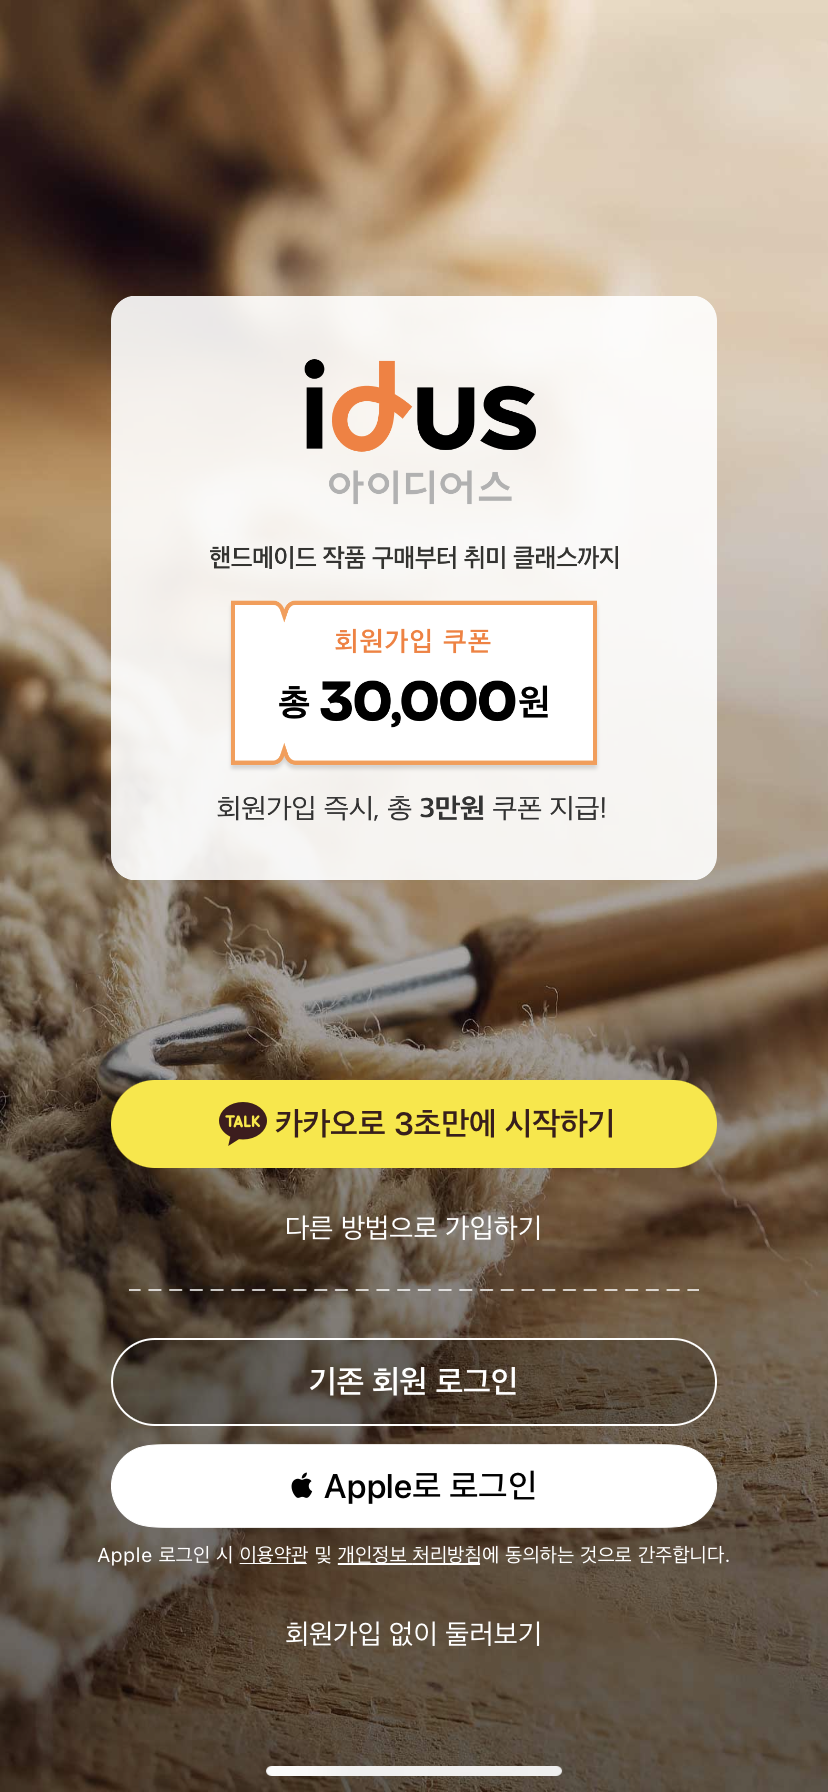 idus
아이디어스
핸드메이드 작품 구매부터 취미 클래스까지
회원가입 쿠폰
총 30,000원
회원가입 즉시, 총 3만원 쿠폰 지급!
TALK 카카오로 3초만에 시작하기
다른 방법으로 가입하기
기존 회원 로그인
Apple로 로그인
Apple 로그인 시 이용약관 및 개인정보 처리방침에 동의하는 것으로 간주합니다.
회원가입 없이 둘러보기